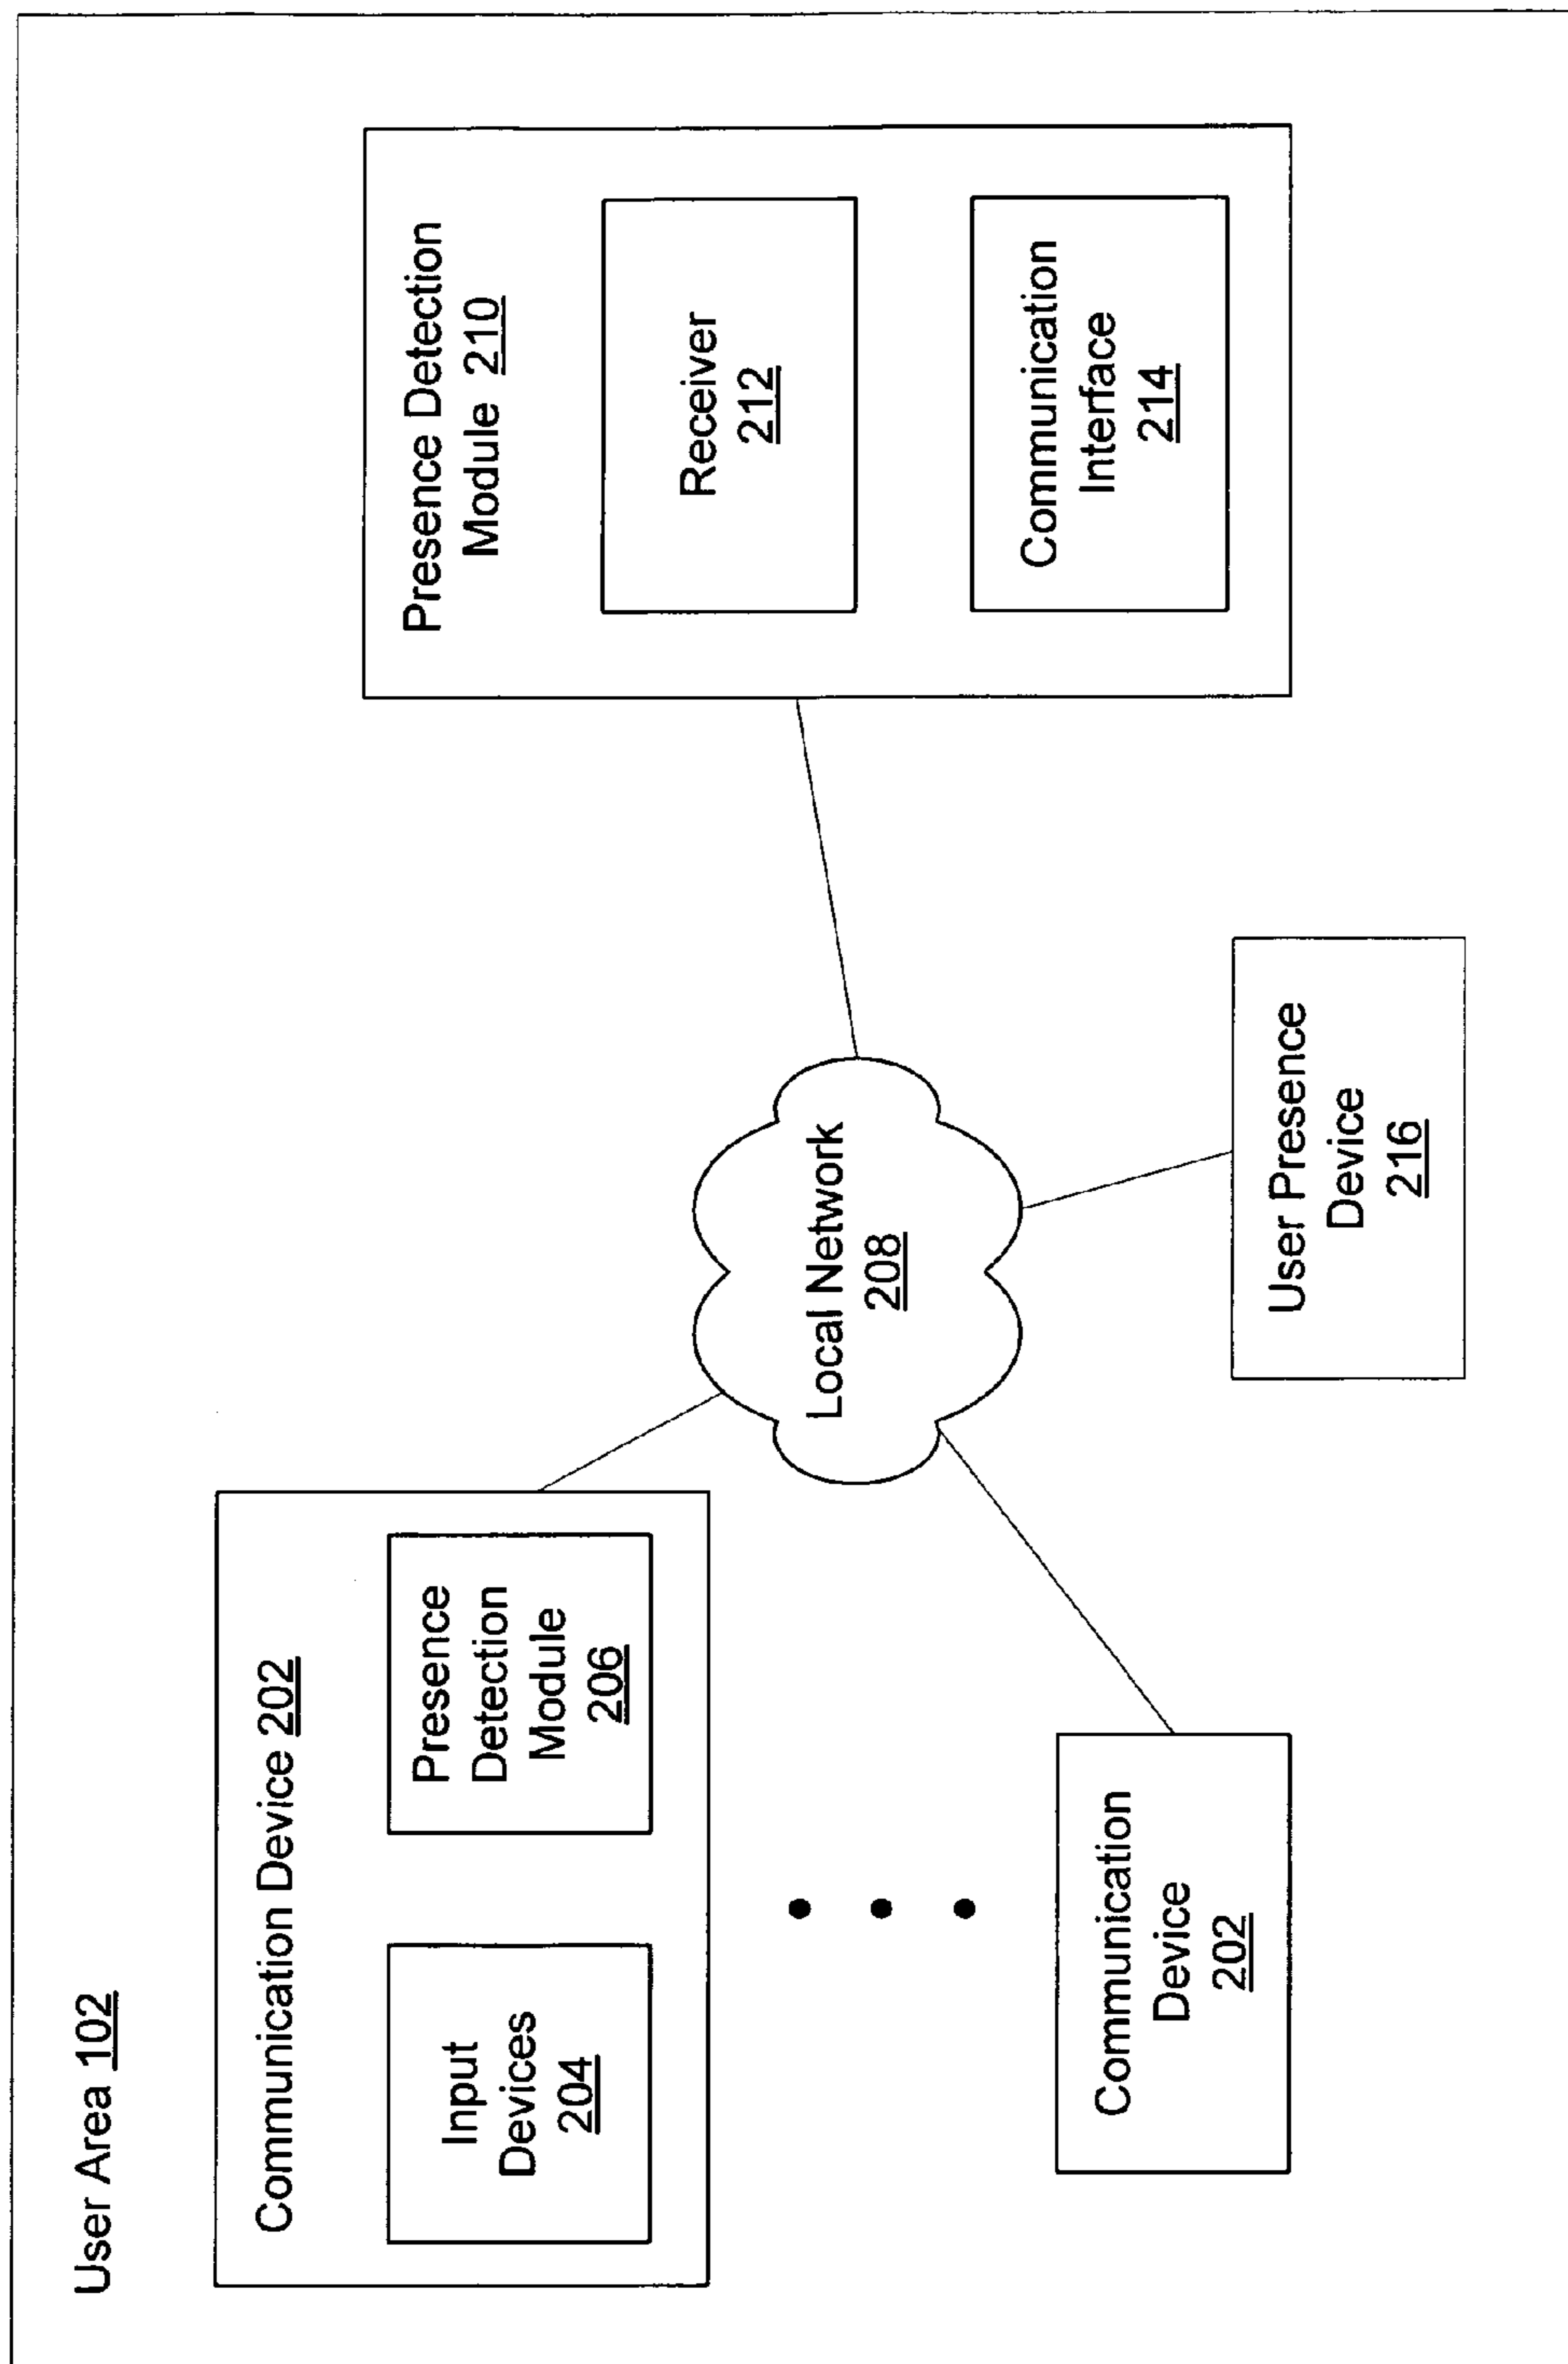 User Area 102
Communication Device 202
Input
Devices
204
Presence
Detection
Module
206
Communication
Device
202
Local Network
208
User Presence
Device
216
Presence Detection
Module 210
Receiver
212
Communication
Interface
214